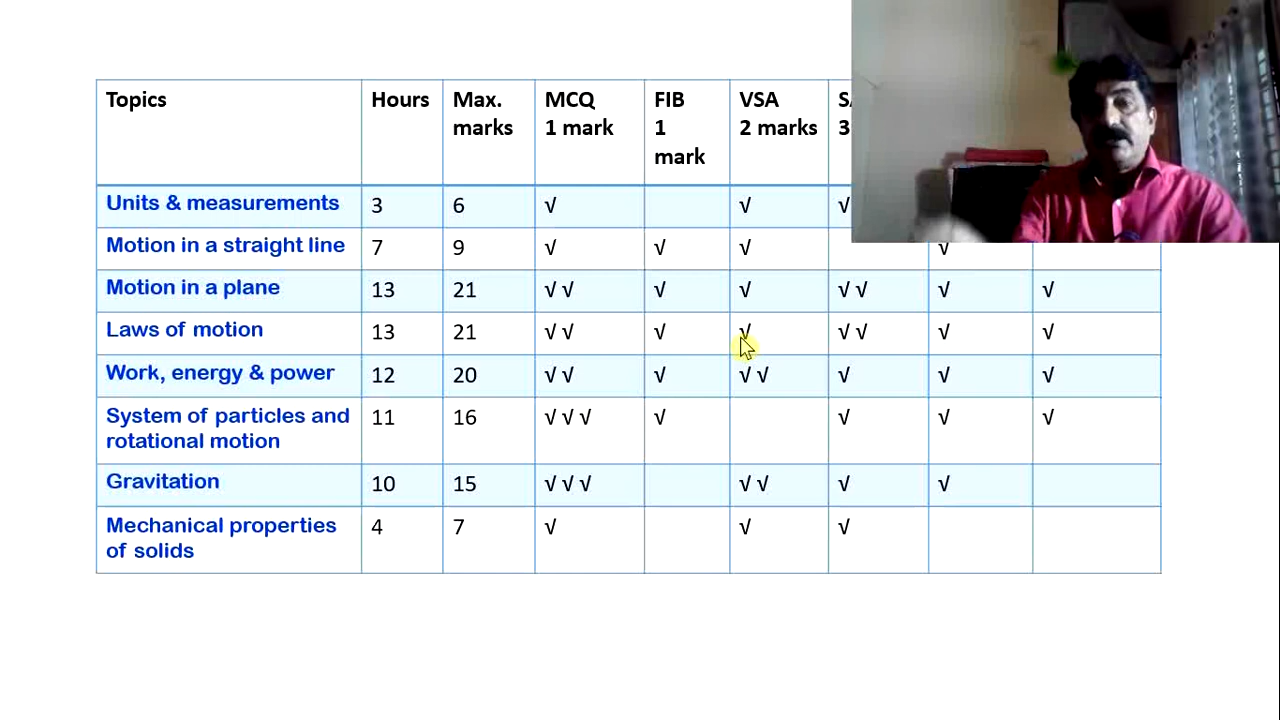 Topics Hours Max. marks MCQ 1 mark FIB 1 mark VSA 2 marks 3
Units & measurements 3 6 √ √ √
Motion in a straight line 7 9 √ √ √ √
Motion in a plane 13 21 √ √ √ √ √ √ √ √
Laws of motion 13 21 √ √ √ √ √ √ √ √
Work, energy & power 12 20 √ √ √ √ √ √ √ √
System of particles and rotational motion 11 16 √ √ √ √ √ √ √
Gravitation 10 15 √ √ √ √ √ √ √
Mechanical properties of solids 4 7 √ √ √